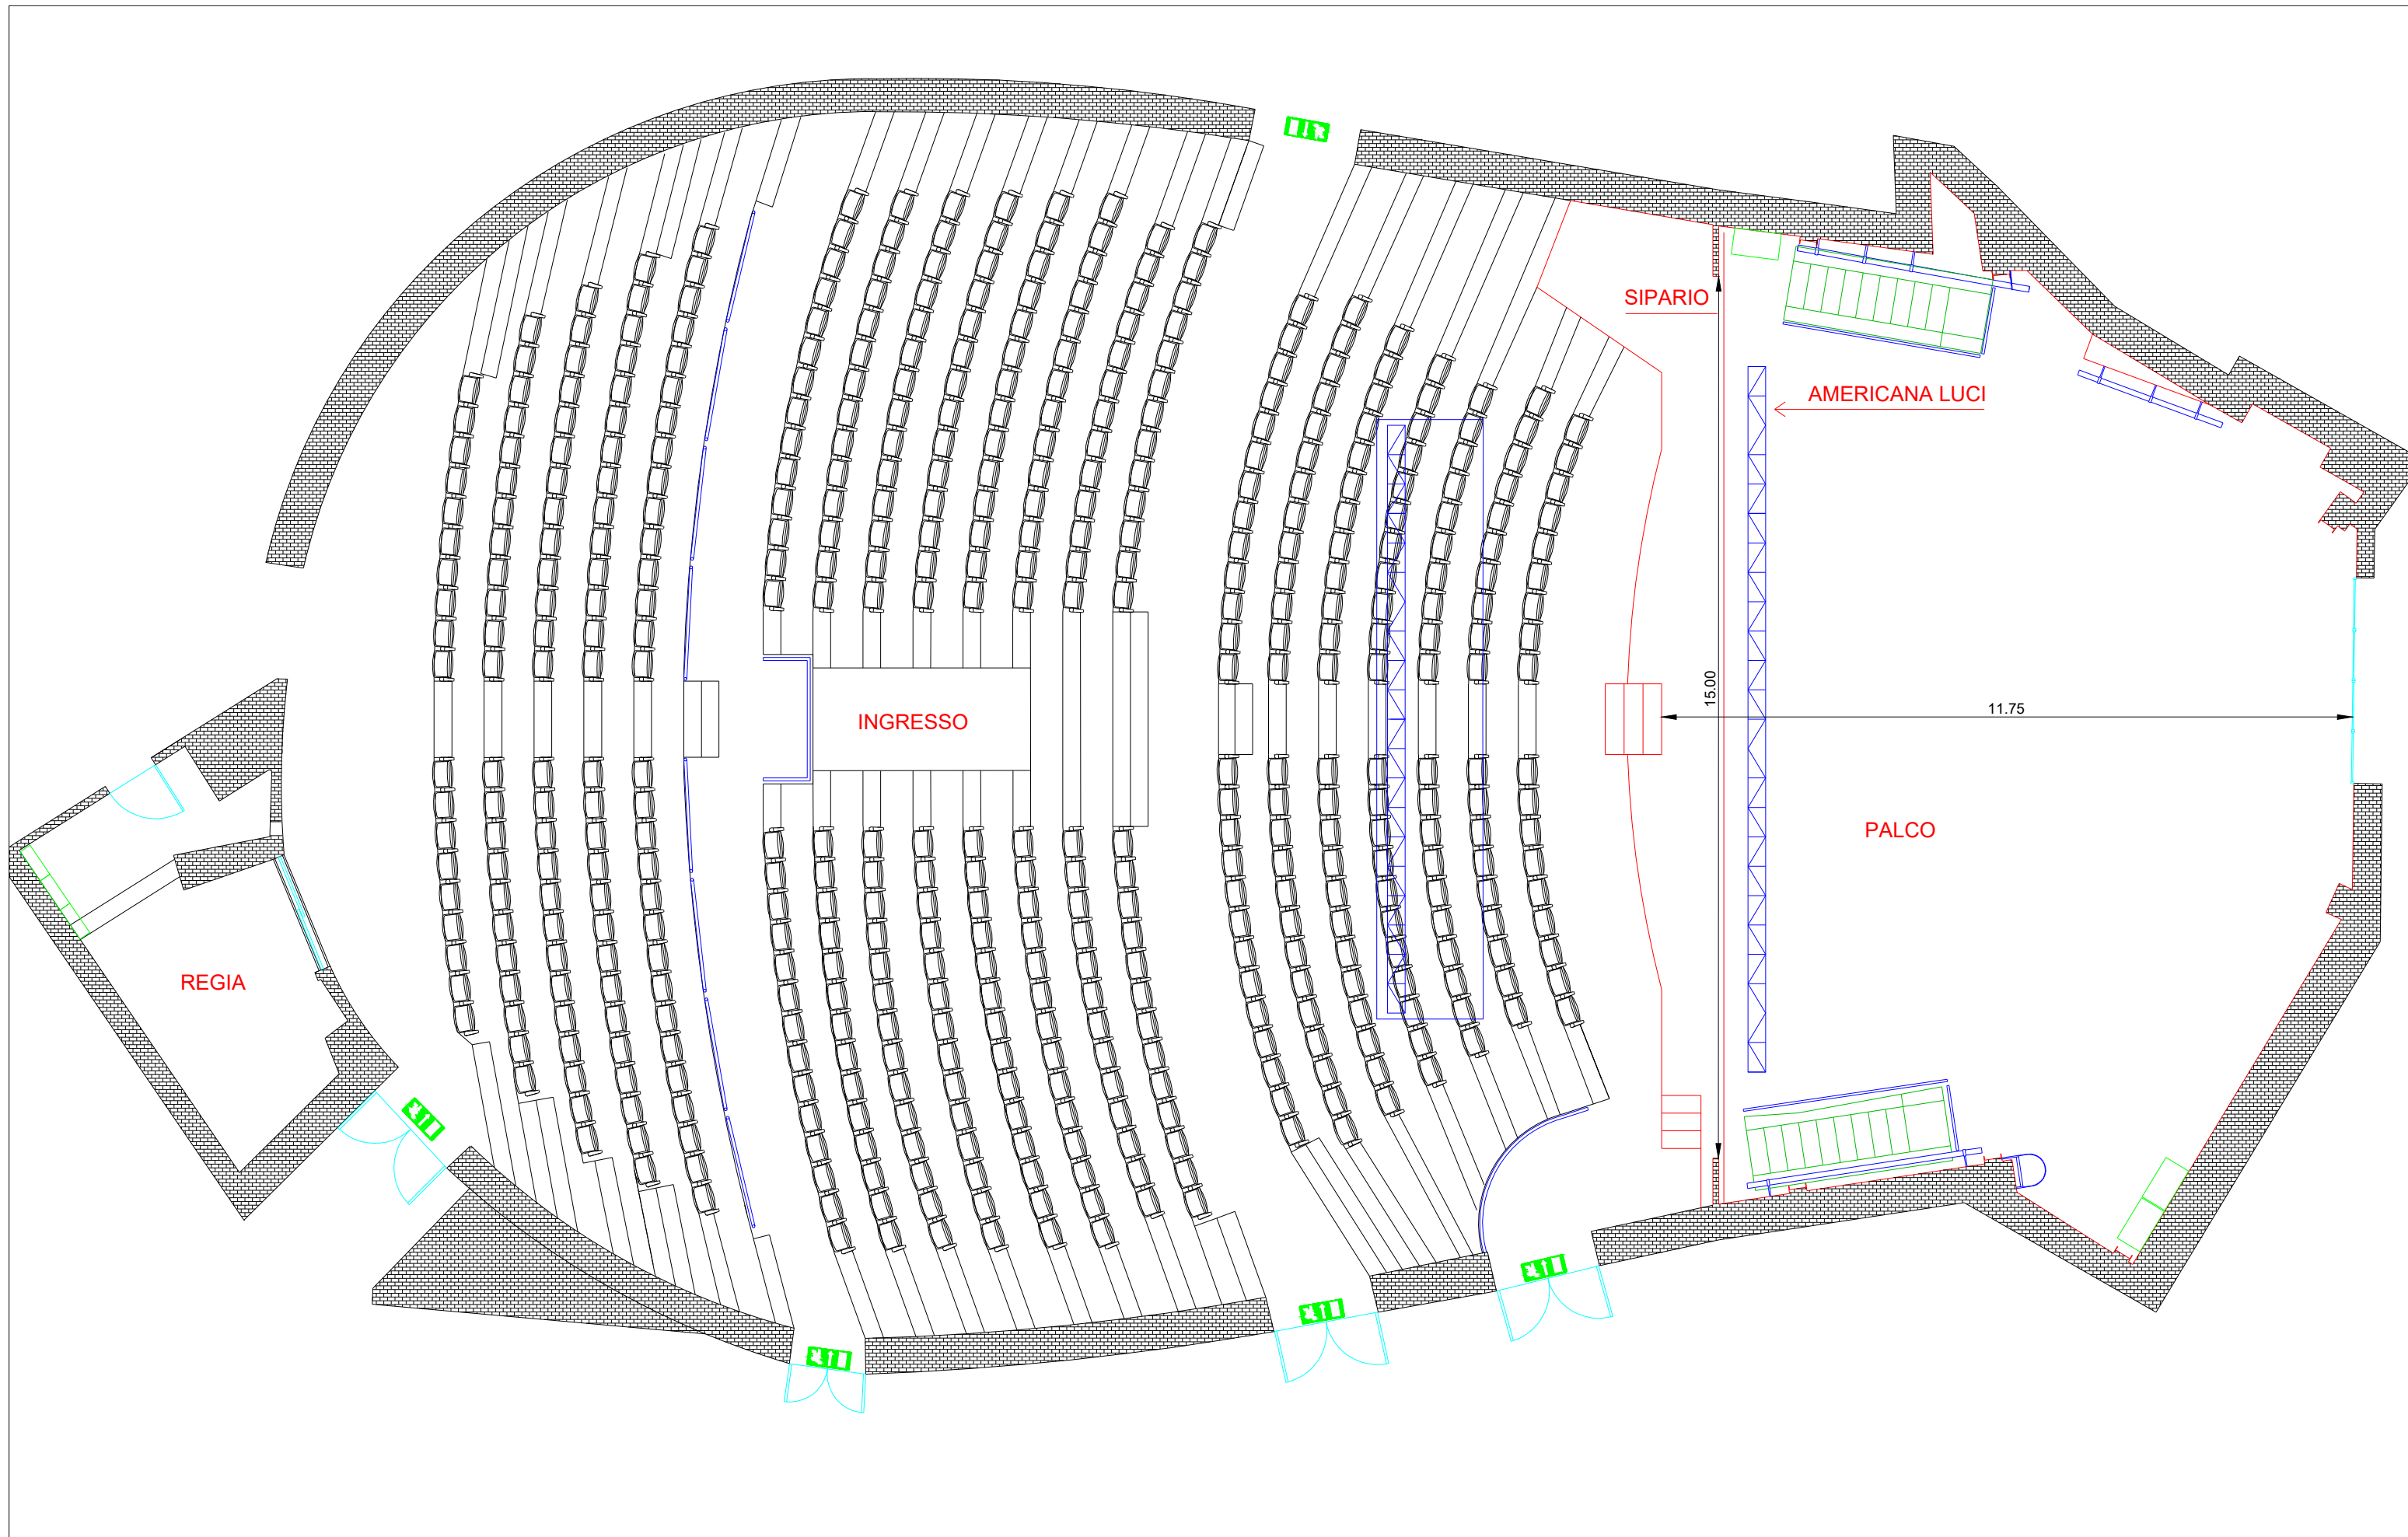 SIPARIO
AMERICANA LUCI
15.00
11.75
INGRESSO
PALCO
REGIA